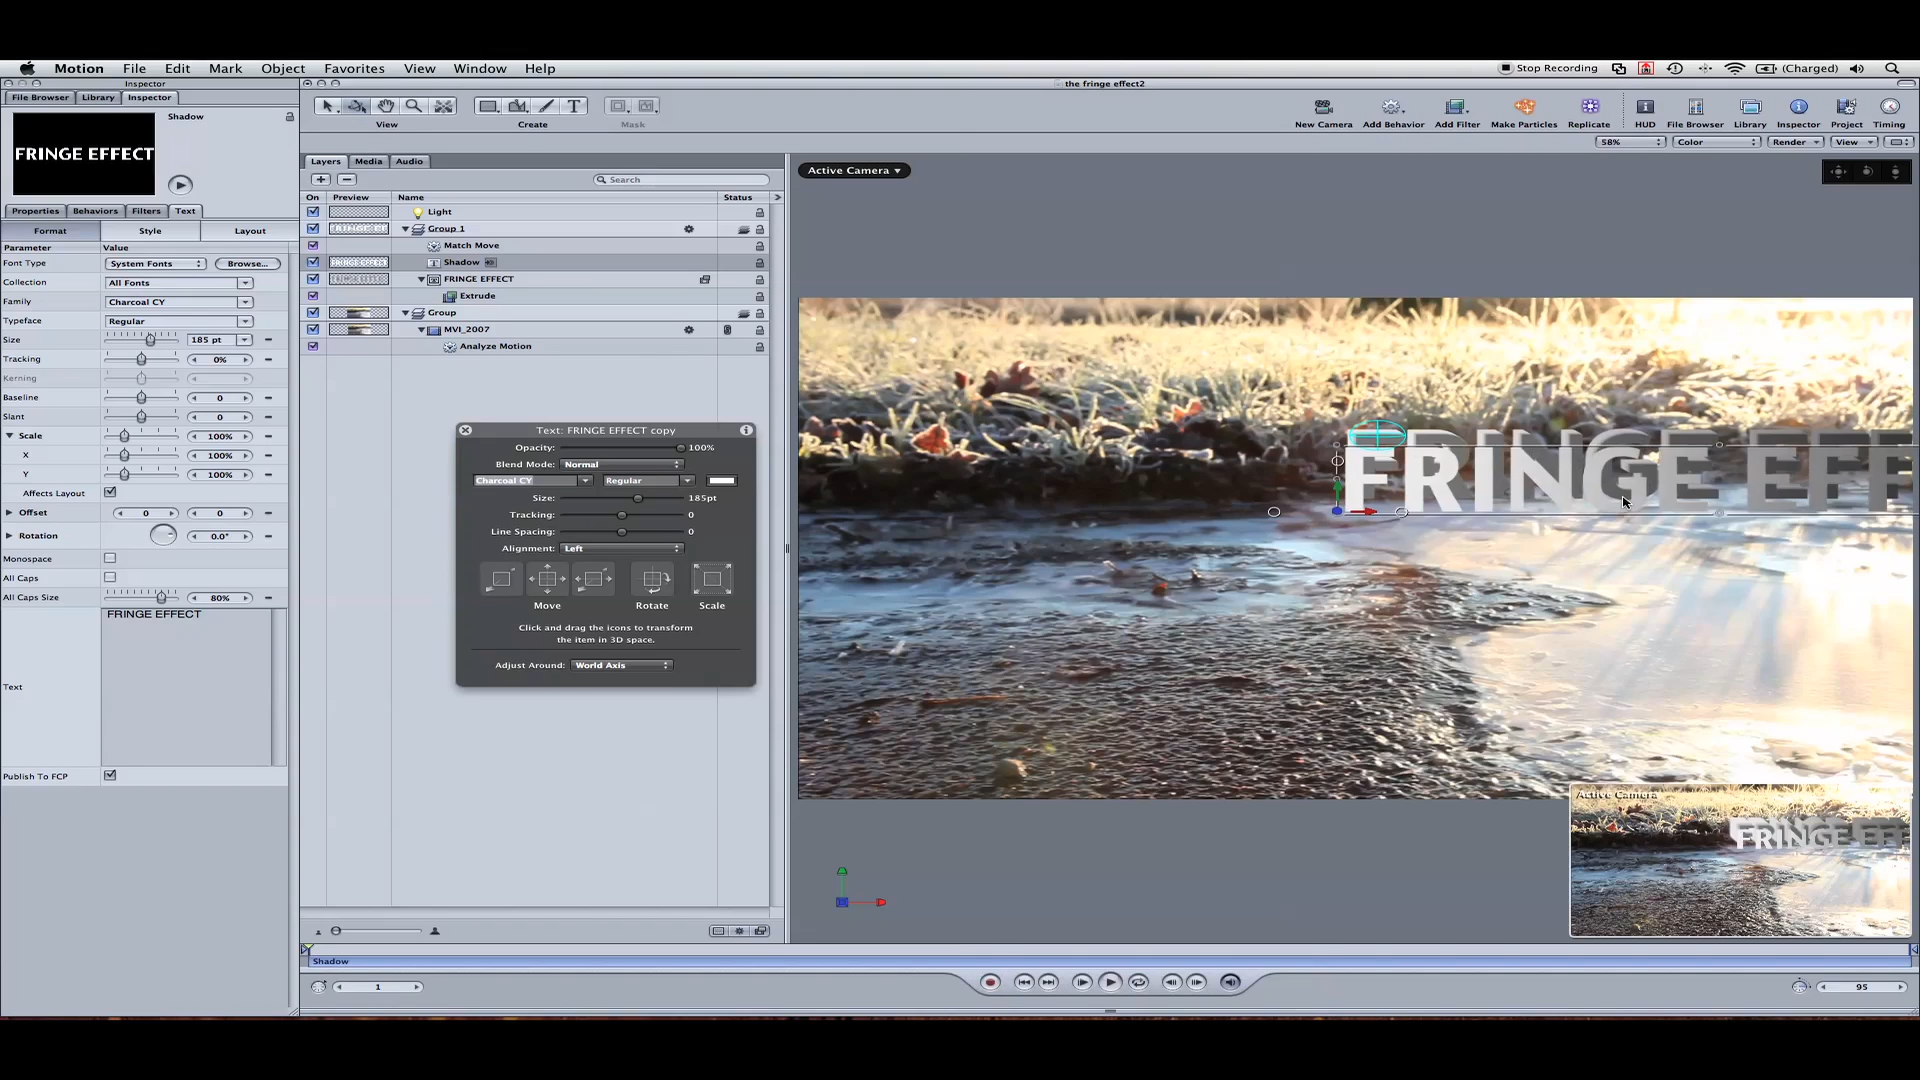 Motion File Edit Mark Object Favorites View Window Help
Stop Recording (Charged)
Inspector
the fringe effect2
File Browser Library Inspector
Shadow
FRINGE EFFECT
View Create Mask
New Camera Add Behavior Add Filter Make Particles Replicate HUD File Browser Library Inspector Project Timing
58% Color Render View
Layers Media Audio
Active Camera
Search
On Preview Name Status
Properties Behaviors Filters Text
Format Style Layout
Parameter Value
Font Type System Fonts Browse...
Collection All Fonts
Family Charcoal CY
Typeface Regular
Size 185 pt
Tracking 0%
Kerning
Baseline 0
Slant 0
Scale 100%
X 100%
Y 100%
Affects Layout
Offset 0 0
Rotation 0.0°
Monospace
All Caps
All Caps Size 80%
FRINGE EFFECT
Text
Publish To FCP
Light
Group 1
Match Move
Shadow
FRINGE EFFECT
Extrude
Group
MVI_2007
Analyze Motion
Text: FRINGE EFFECT copy
Opacity: 100%
Blend Mode: Normal
Charcoal CY Regular
Size: 185pt
Tracking: 0
Line Spacing: 0
Alignment: Left
Move Rotate Scale
Click and drag the icons to transform
the item in 3D space.
Adjust Around: World Axis
FRINGE EFF
Active Camera
FRINGE EFF
Shadow
1
95